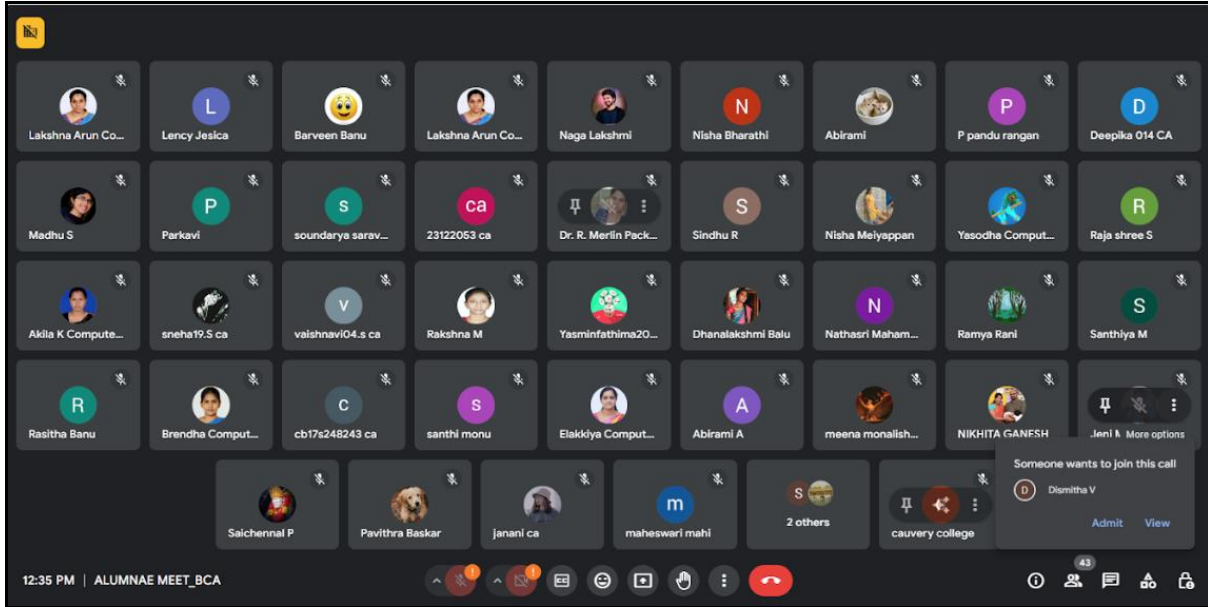 Lakshna Arun Co...
L
Lency Jesica
Barveen Banu
Lakshna Arun Co...
Naga Lakshmi
N
Nisha Bharathi
Abirami
P
P pandu rangan
D
Deepika 014 CA
Madhu S
P
Parkavi
s
soundarya sarav...
ca
23122053 ca
Dr. R. Merlin Pack...
S
Sindhu R
Nisha Meiyappan
Yasodha Comput...
R
Raja shree S
Akila K Compute...
sneha19.S ca
v
vaishnavi04.s ca
Rakshna M
Yasminfathima20...
Dhanalakshmi Balu
N
Nathasri Maham...
Ramya Rani
S
Santhiya M
R
Rasitha Banu
Brendha Comput...
c
cb17s248243 ca
s
santhi monu
Elakkiya Comput...
A
Abirami A
meena monalish...
NIKHITA GANESH
More options
Saichennal P
Pavithra Baskar
janani ca
m
maheswari mahi
S
2 others
cauvery college
Someone wants to join this call
D
Dismitha V
Admit View
12:35 PM | ALUMNAE MEET_BCA
CC
43